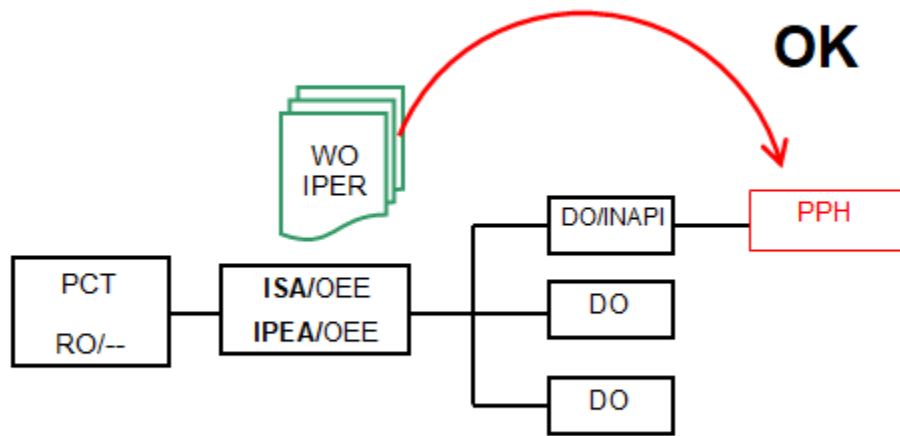 OK
WO
IPER
DO/INAPI
PPH
PCT
RO/--
ISA/OEE
IPEA/OEE
DO
DO